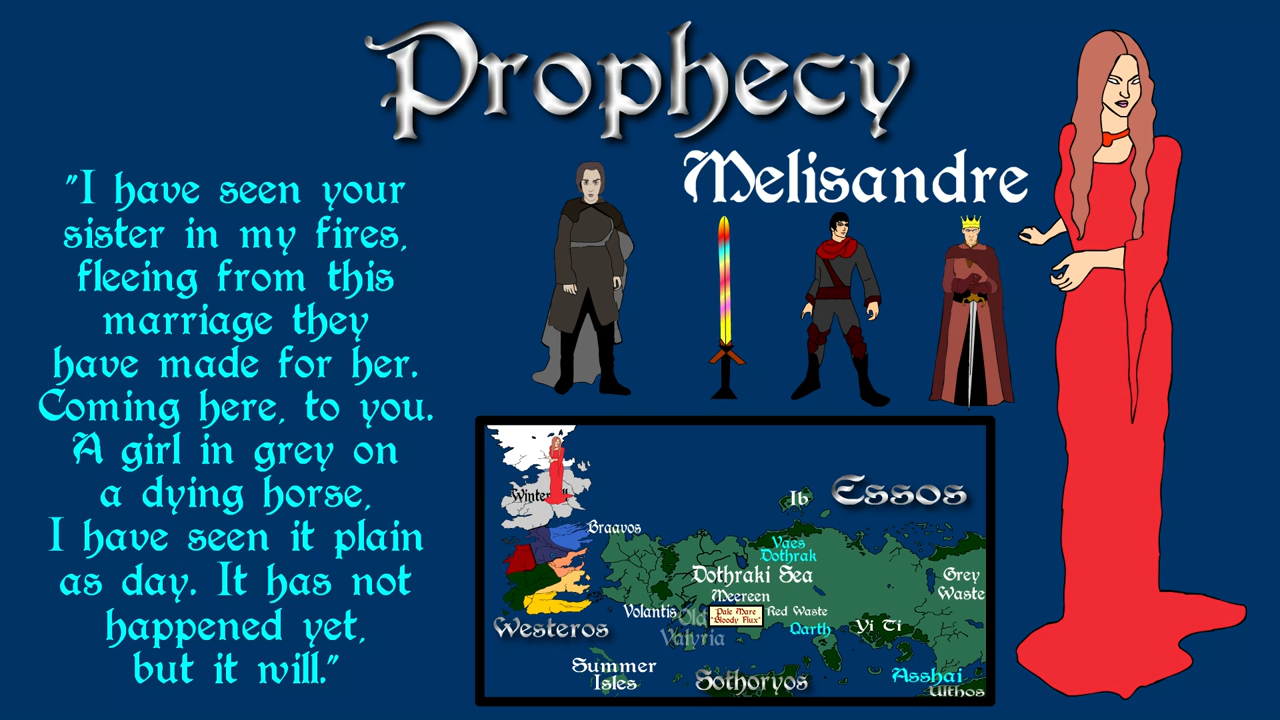 Prophecy
Melisandre
"I have seen your
sister in my fires,
fleeing from this
marriage they
have made for her.
Coming here, to you.
A girl in grey on
a dying horse,
I have seen it plain
as day. It has not
happened yet,
but it will."
Essos
Ib
Braavos
Vaes
Dothrak
Dothraki Sea
Grey
Waste
Meereen
Volantis
Old
Valyria
Pale Mare
"Bloody Flux"
Red Waste
Qarth
Yi Ti
Westeros
Summer
Isles
Sothoryos
Asshai
Ulthos